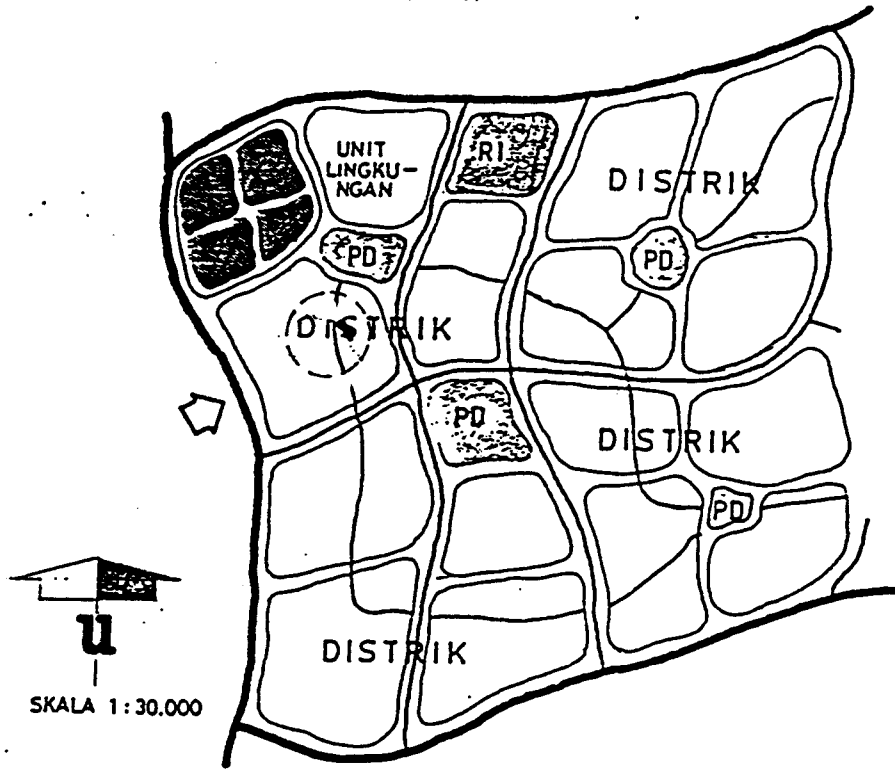 UNIT
LINGKU-
NGAN
RI
DISTRIK
PD
PD
DISTRIK
PD
DISTRIK
PD
DISTRIK
u
SKALA 1:30.000